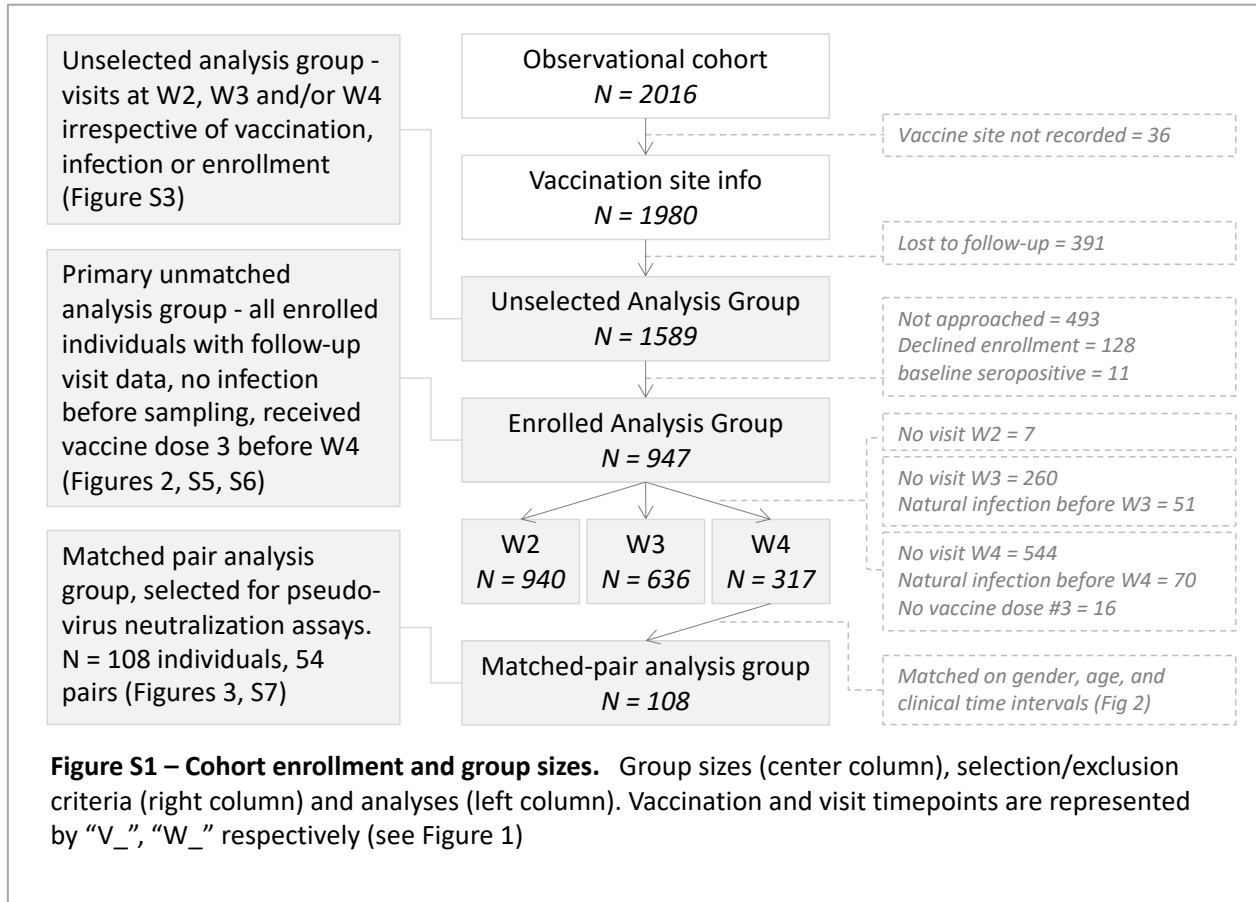 Unselected analysis group -
visits at W2, W3 and/or W4
irrespective of vaccination,
infection or enrollment
(Figure S3)
Primary unmatched
analysis group - all enrolled
individuals with follow-up
visit data, no infection
before sampling, received
vaccine dose 3 before W4
(Figures 2, S5, S6)
Matched pair analysis
group, selected for pseudo-
virus neutralization assays.
N = 108 individuals, 54
pairs (Figures 3, S7)
Observational cohort
N = 2016
Vaccination site info
N = 1980
Unselected Analysis Group
N = 1589
Enrolled Analysis Group
N = 947
W2
N = 940
W3
N = 636
W4
N = 317
Matched-pair analysis group
N = 108
Vaccine site not recorded = 36
Lost to follow-up = 391
Not approached = 493
Declined enrollment = 128
baseline seropositive = 11
No visit W2 = 7
No visit W3 = 260
Natural infection before W3 = 51
No visit W4 = 544
Natural infection before W4 = 70
No vaccine dose #3 = 16
Matched on gender, age, and
clinical time intervals (Fig 2)
Figure S1 – Cohort enrollment and group sizes. Group sizes (center column), selection/exclusion
criteria (right column) and analyses (left column). Vaccination and visit timepoints are represented
by “V_”, “W_” respectively (see Figure 1)